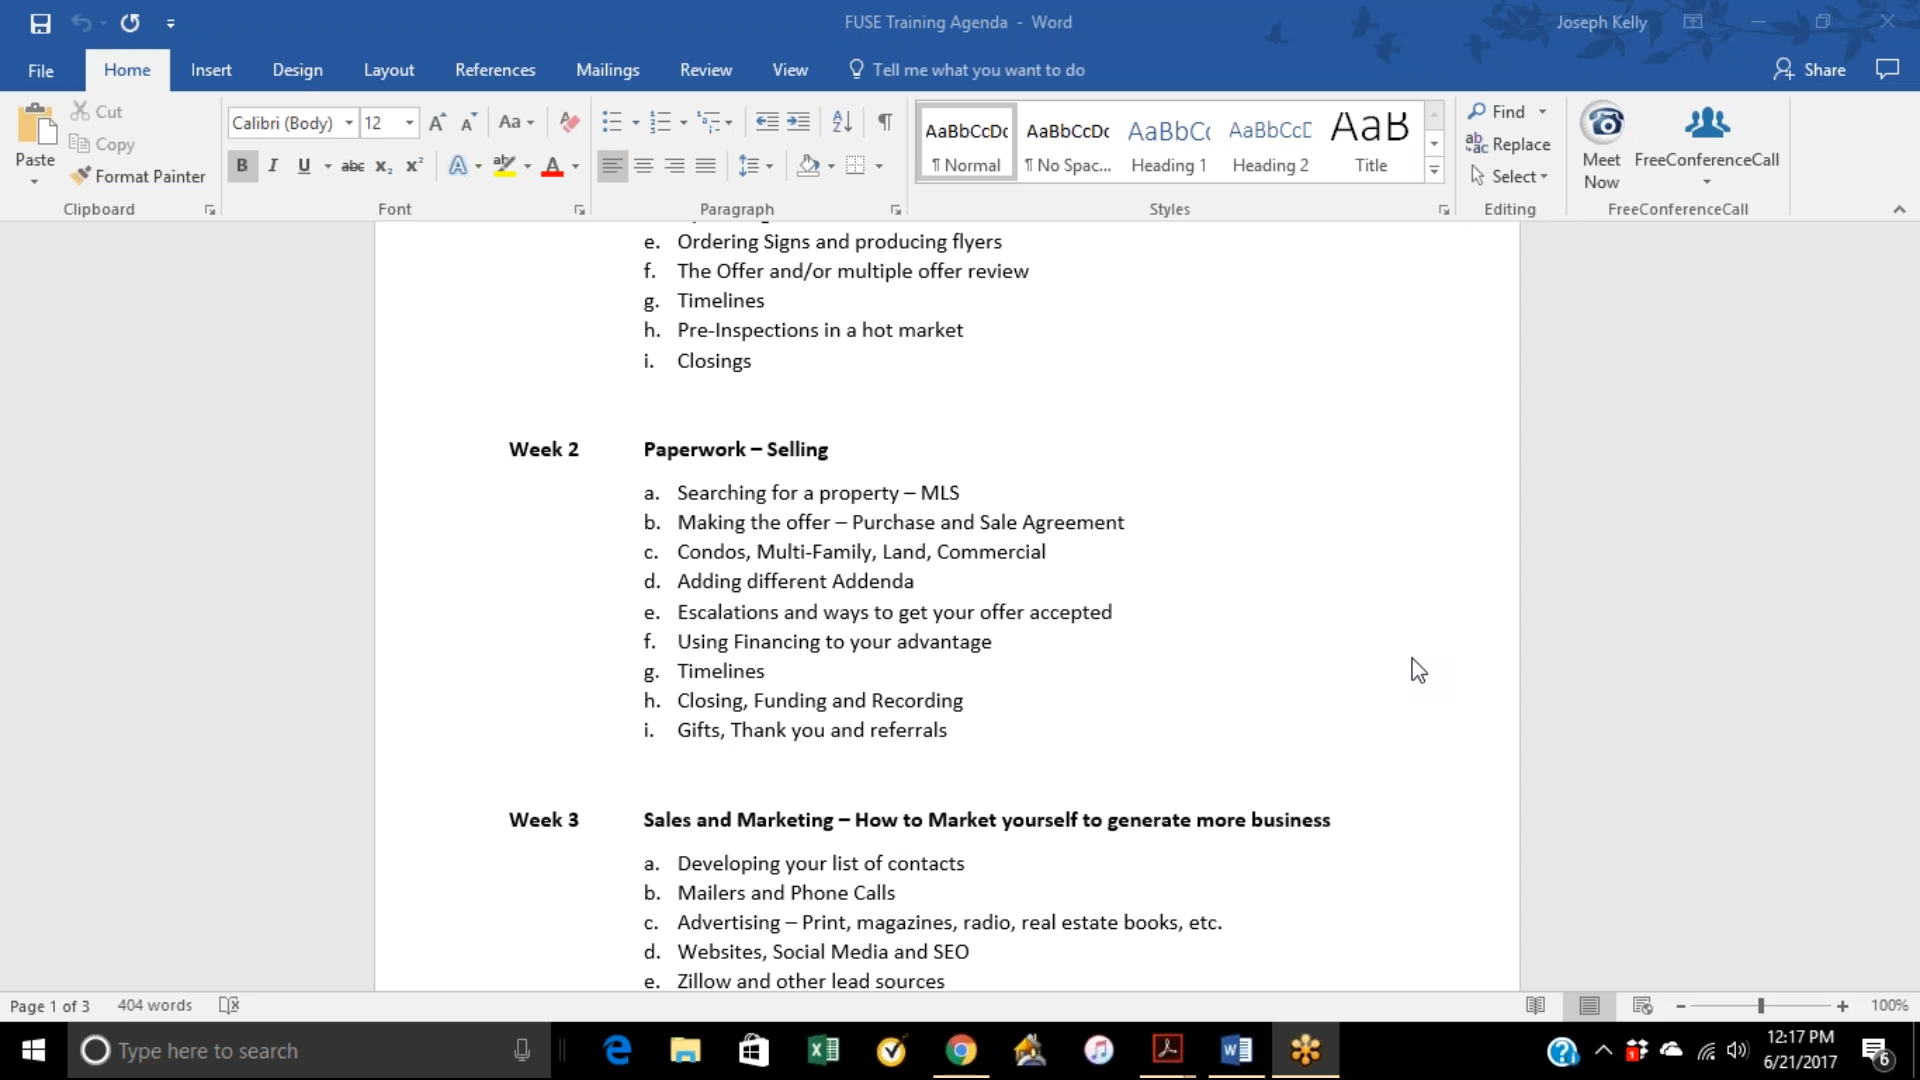 FUSE Training Agenda - Word
Joseph Kelly
File Home Insert Design Layout References Mailings Review View Tell me what you want to do Share
Cut
Copy
Format Painter
Paste
Clipboard
Calibri (Body) 12
Aa
B I U abc x₂ x² A ab A
Font
Paragraph
AaBbCcDc AaBbCcDc AaBbC AaBbCcD AaB
¶ Normal ¶ No Spac... Heading 1 Heading 2 Title
Styles
Find
Replace
Select
Editing
Meet Now
FreeConferenceCall
FreeConferenceCall
e. Ordering Signs and producing flyers
f. The Offer and/or multiple offer review
g. Timelines
h. Pre-Inspections in a hot market
i. Closings
Week 2 Paperwork – Selling
a. Searching for a property – MLS
b. Making the offer – Purchase and Sale Agreement
c. Condos, Multi-Family, Land, Commercial
d. Adding different Addenda
e. Escalations and ways to get your offer accepted
f. Using Financing to your advantage
g. Timelines
h. Closing, Funding and Recording
i. Gifts, Thank you and referrals
Week 3 Sales and Marketing – How to Market yourself to generate more business
a. Developing your list of contacts
b. Mailers and Phone Calls
c. Advertising – Print, magazines, radio, real estate books, etc.
d. Websites, Social Media and SEO
e. Zillow and other lead sources
Page 1 of 3 404 words
100%
Type here to search
12:17 PM
6/21/2017
6